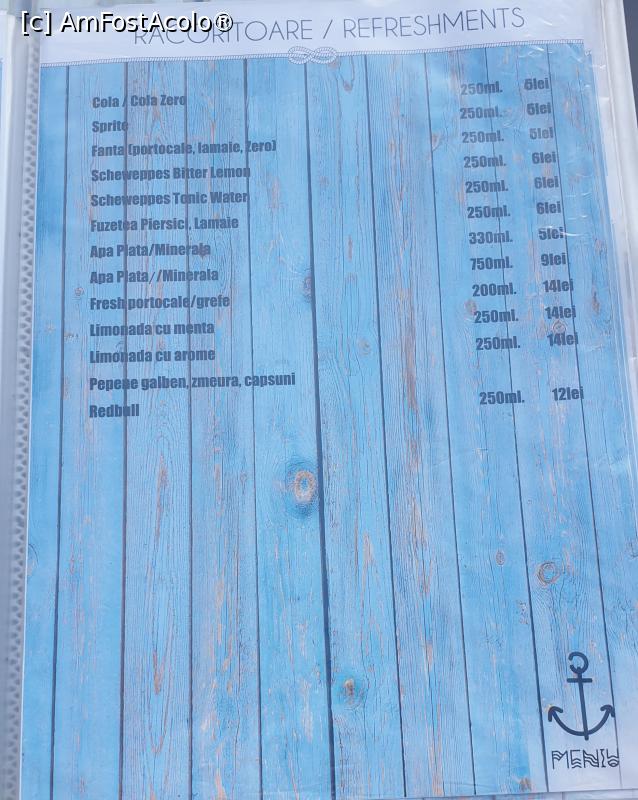 [c] AmFostAcolo®
RACORITOARE / REFRESHMENTS
Cola / Cola Zero 250ml. 6lei
Sprite 250ml. 6lei
Fanta (portocale, lamaie, Zero) 250ml. 6lei
Scheweppes Bitter Lemon 250ml. 6lei
Scheweppes Tonic Water 250ml. 6lei
Fuzetea Piersici, Lamaie 250ml. 6lei
Apa Plata/Minerala 330ml. 5lei
Apa Plata//Minerala 750ml. 9lei
Fresh portocale/grefe 200ml. 14lei
Limonada cu menta 250ml. 14lei
Limonada cu arome 250ml. 14lei
Pepene galben, zmeura, capsuni
Redbull 250ml. 12lei
MENIU